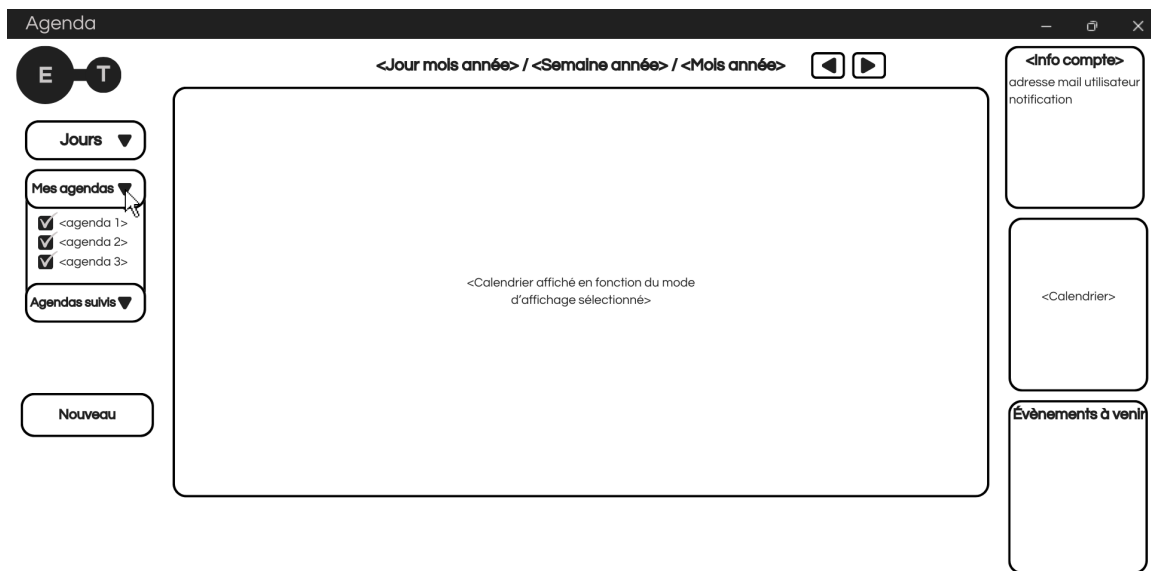 Agenda
E T
<Jour mois année> / <Semaine année> / <Mois année>
Jours
Mes agendas
<agenda 1>
<agenda 2>
<agenda 3>
Agendas suivis
Nouveau
<Calendrier affiché en fonction du mode
d'affichage sélectionné>
<Info compte>
adresse mail utilisateur
notification
<Calendrier>
Évènements à venir